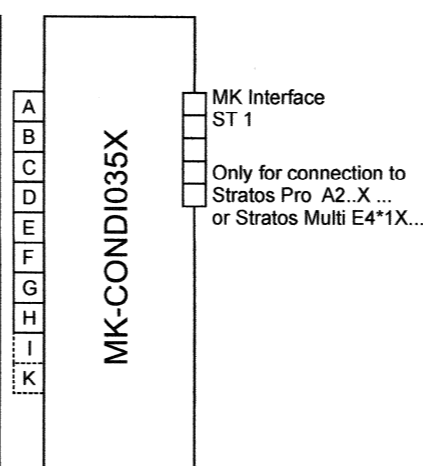 A
B
C
D
E
F
G
H
I
K
MK-CONDI035X
MK Interface
ST 1
Only for connection to
Stratos Pro A2..X ...
or Stratos Multi E4*1X...